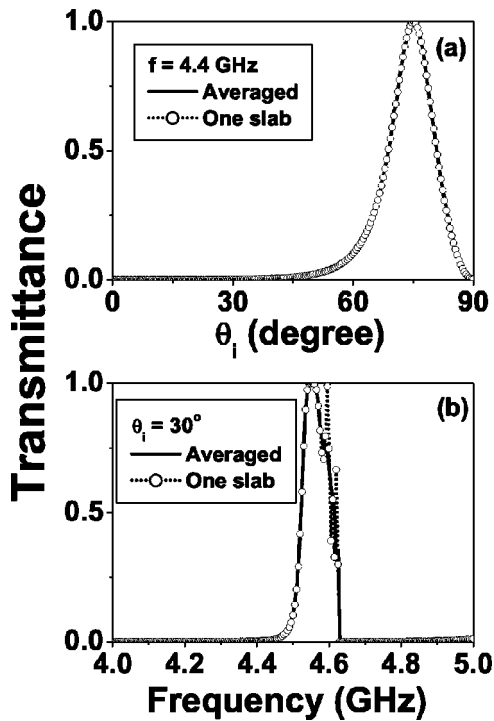 Transmittance
(a)
f = 4.4 GHz
Averaged
One slab
1.0
0.5
0.0
0 30 60 90
θi (degree)
(b)
θi = 30°
Averaged
One slab
1.0
0.5
0.0
4.0 4.2 4.4 4.6 4.8 5.0
Frequency (GHz)